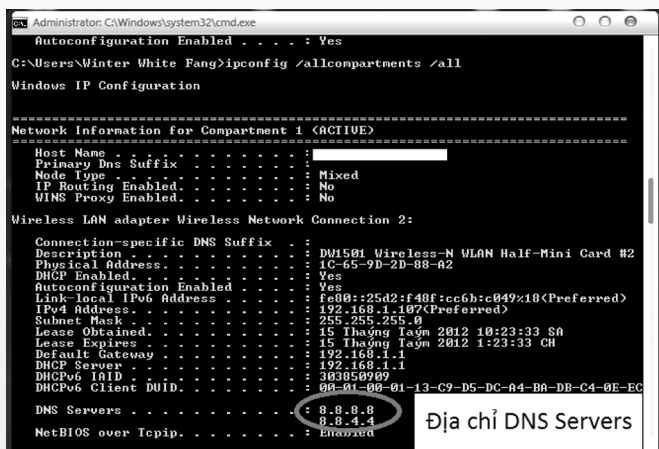 Administrator: C:\Windows\system32\cmd.exe
Autoconfiguration Enabled . . . . : Yes
C:\Users\Winter White Fang>ipconfig /allcompartments /all
Windows IP Configuration
==============================================================================
Network Information for Compartment 1 (ACTIVE)
==============================================================================
Host Name . . . . . . . . . . . . :
Primary Dns Suffix . . . . . . . :
Node Type . . . . . . . . . . . . : Mixed
IP Routing Enabled. . . . . . . . : No
WINS Proxy Enabled. . . . . . . . : No
Wireless LAN adapter Wireless Network Connection 2:
Connection-specific DNS Suffix . :
Description . . . . . . . . . . . : DW1501 Wireless-N WLAN Half-Mini Card #2
Physical Address. . . . . . . . . : 1C-65-9D-2D-88-A2
DHCP Enabled. . . . . . . . . . . : Yes
Autoconfiguration Enabled . . . . : Yes
Link-local IPv6 Address . . . . . : fe80::25d2:f48f:cc6b:c049%18(Preferred)
IPv4 Address. . . . . . . . . . . : 192.168.1.107(Preferred)
Subnet Mask . . . . . . . . . . . : 255.255.255.0
Lease Obtained. . . . . . . . . . : 15 Thaýng Taým 2012 10:23:33 SA
Lease Expires . . . . . . . . . . : 15 Thaýng Taým 2012 1:23:33 CH
Default Gateway . . . . . . . . . : 192.168.1.1
DHCP Server . . . . . . . . . . . : 192.168.1.1
DHCPv6 IAID . . . . . . . . . . . : 303850909
DHCPv6 Client DUID. . . . . . . . : 00-01-00-01-13-C9-D5-DC-A4-BA-DB-C4-0E-EC
DNS Servers . . . . . . . . . . . : 8.8.8.8
8.8.4.4
NetBIOS over Tcpip. . . . . . . . : Enabled
Địa chỉ DNS Servers